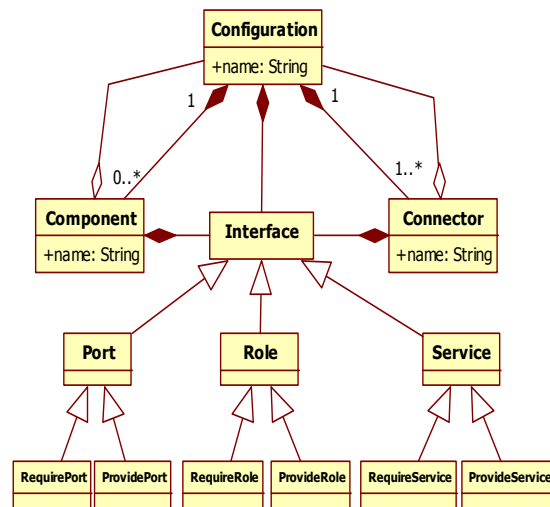 Configuration
+name: String
1
1
0..*
1..*
Component
+name: String
Interface
Connector
+name: String
Port
Role
Service
RequirePort
ProvidePort
RequireRole
ProvideRole
RequireService
ProvideService